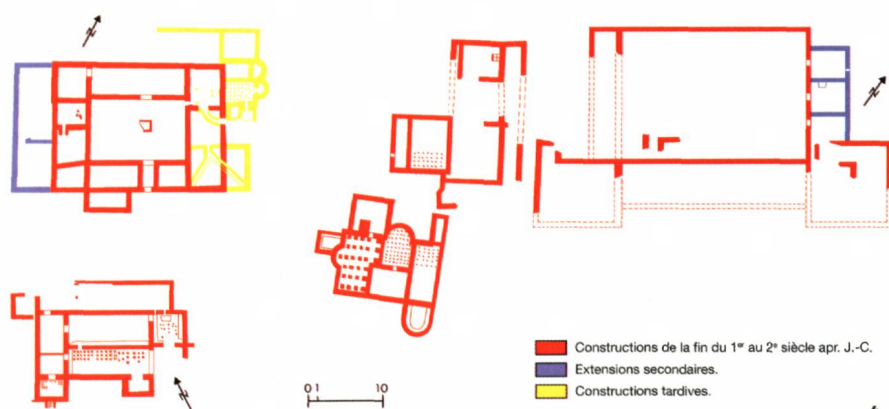 Constructions de la fin du 1er au 2e siècle apr. J.-C.
Extensions secondaires.
Constructions tardives.
0 1 10